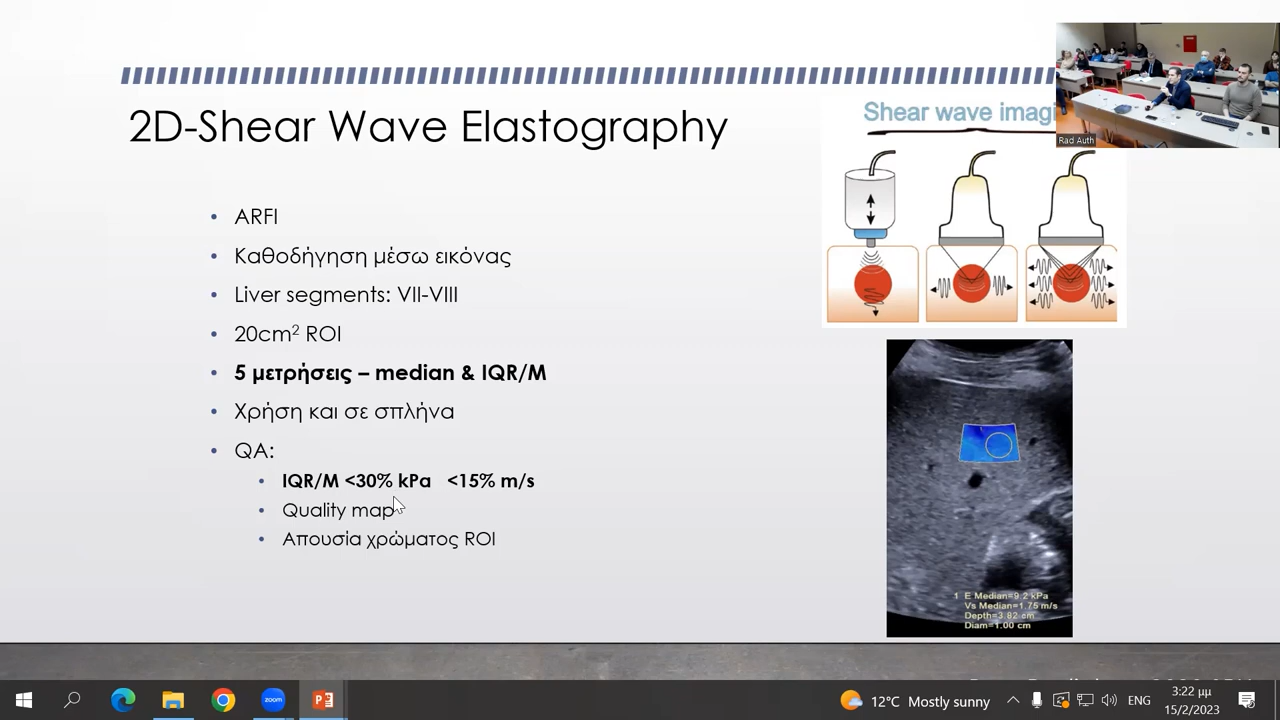 2D-Shear Wave Elastography
Shear wave imagi
Rad Auth
• ARFI
• Καθοδήγηση μέσω εικόνας
• Liver segments: VII-VIII
• 20cm² ROI
• 5 μετρήσεις – median & IQR/M
• Χρήση και σε σπλήνα
• QA:
• IQR/M <30% kPa <15% m/s
• Quality map
• Απουσία χρώματος ROI
1 E Median=9.2 kPa
Vs Median=1.75 m/s
Depth=3.82 cm
Diam=1.00 cm
zoom
12°C Mostly sunny
ENG
3:22 μμ
15/2/2023